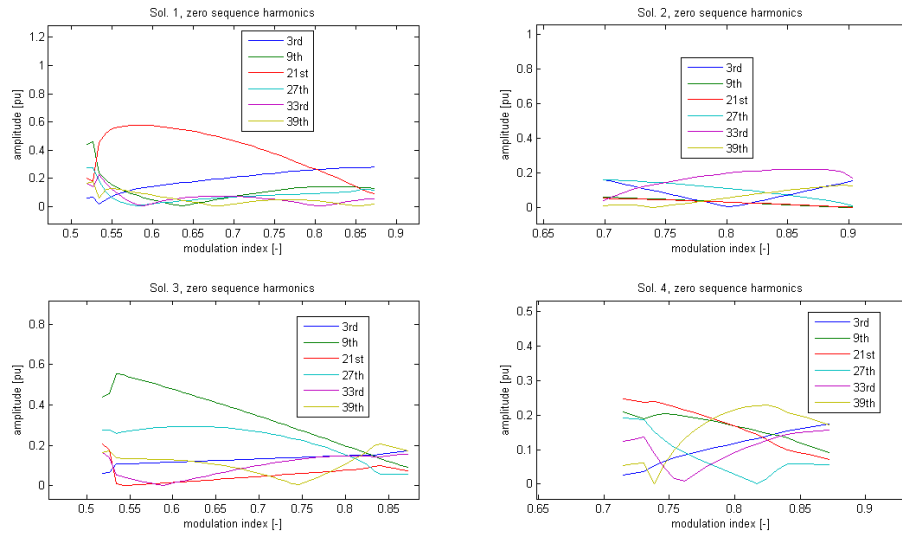 Sol. 1, zero sequence harmonics
1.2
1
0.8
0.6
0.4
0.2
0
amplitude [pu]
3rd
9th
21st
27th
33rd
39th
0.5 0.55 0.6 0.65 0.7 0.75 0.8 0.85 0.9
modulation index [-]
Sol. 2, zero sequence harmonics
1
0.8
0.6
0.4
0.2
0
amplitude [pu]
3rd
9th
21st
27th
33rd
39th
0.65 0.7 0.75 0.8 0.85 0.9
modulation index [-]
Sol. 3, zero sequence harmonics
0.8
0.6
0.4
0.2
0
amplitude [pu]
3rd
9th
21st
27th
33rd
39th
0.5 0.55 0.6 0.65 0.7 0.75 0.8 0.85
modulation index [-]
Sol. 4, zero sequence harmonics
0.5
0.4
0.3
0.2
0.1
0
amplitude [pu]
3rd
9th
21st
27th
33rd
39th
0.65 0.7 0.75 0.8 0.85 0.9
modulation index [-]